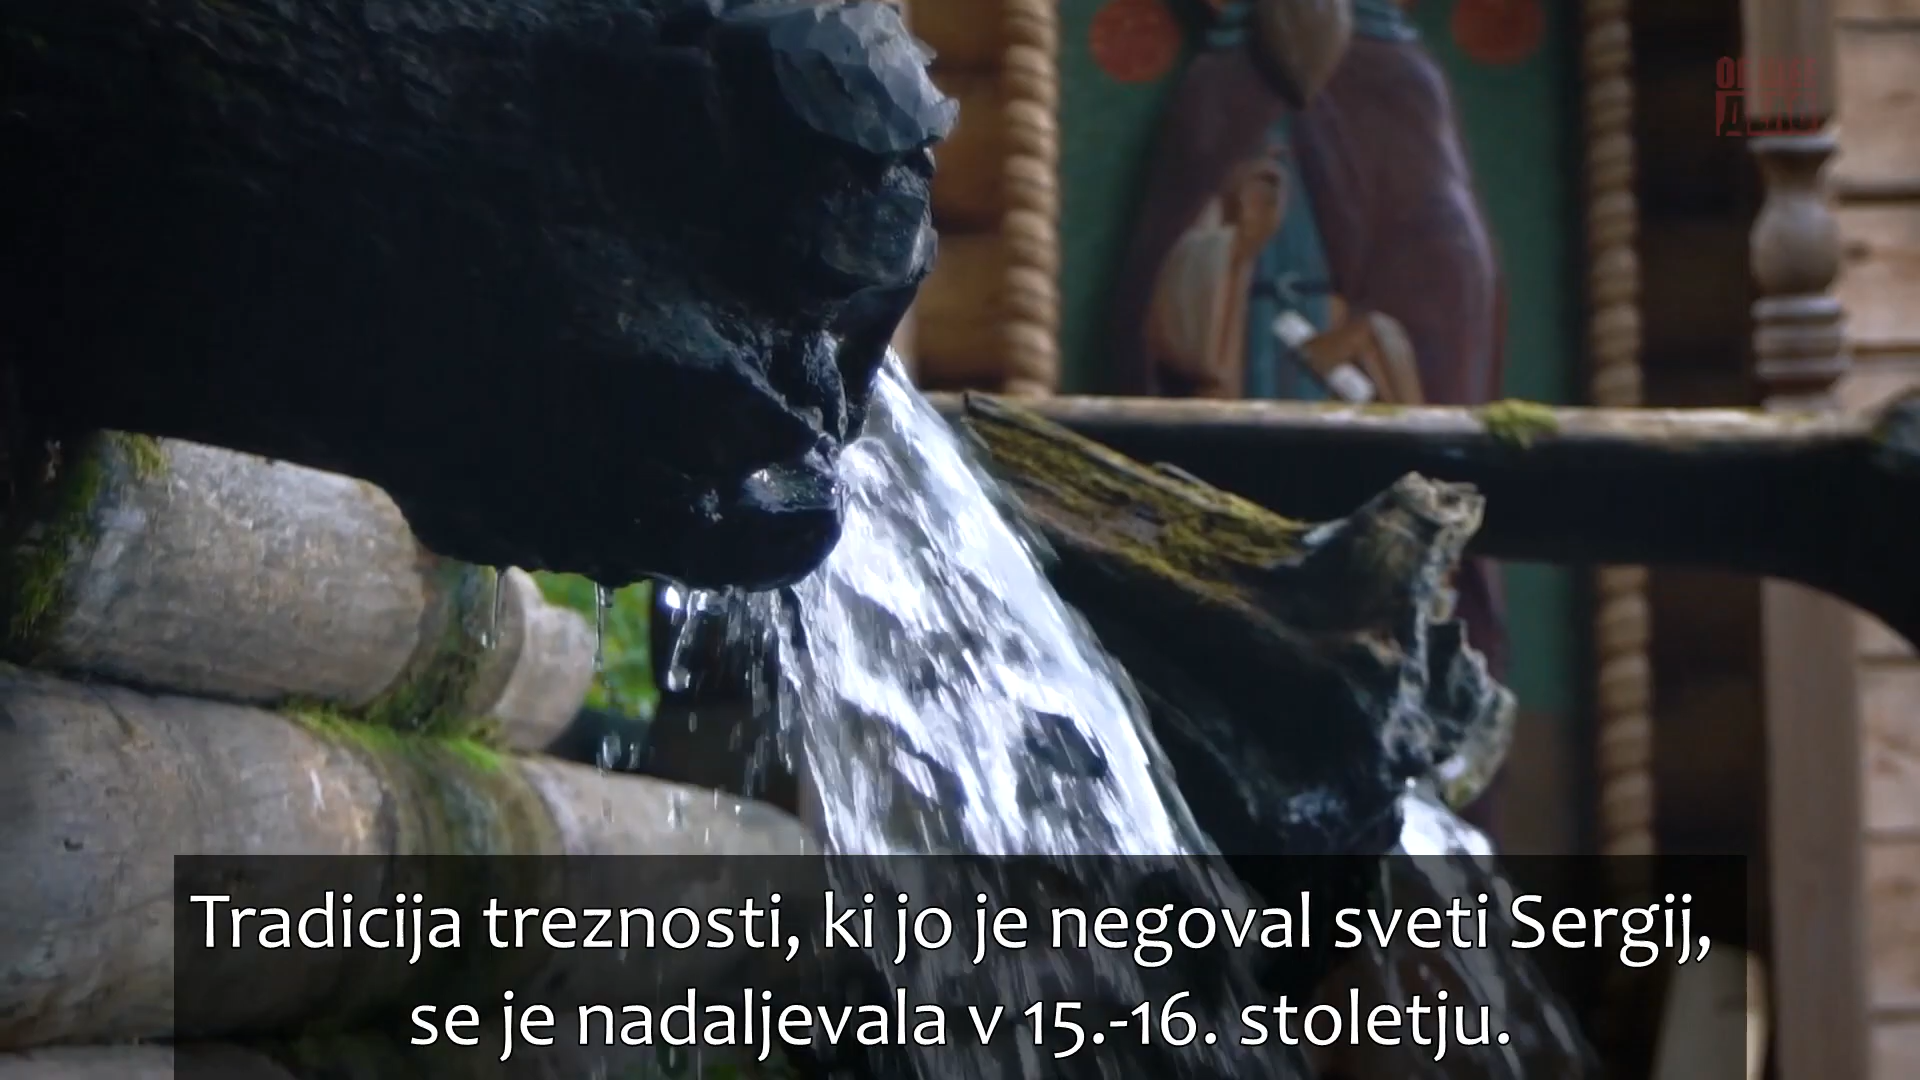 Tradicija treznosti, ki jo je negoval sveti Sergij,
se je nadaljevala v 15.-16. stoletju.